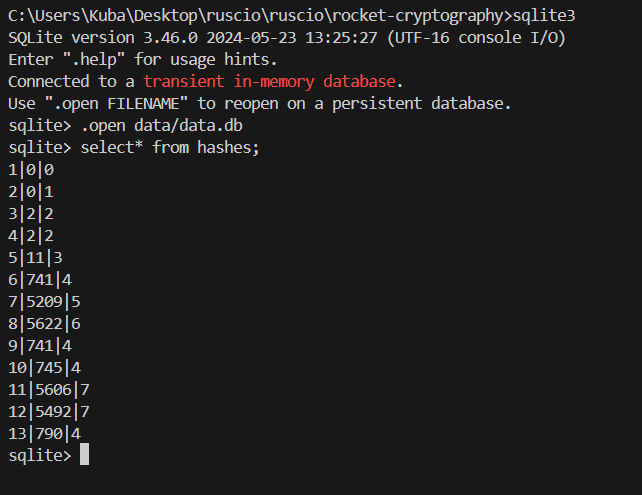 C:\Users\Kuba\Desktop\ruscio\ruscio\rocket-cryptography>sqlite3
SQLite version 3.46.0 2024-05-23 13:25:27 (UTF-16 console I/O)
Enter ".help" for usage hints.
Connected to a transient in-memory database.
Use ".open FILENAME" to reopen on a persistent database.
sqlite> .open data/data.db
sqlite> select* from hashes;
1|0|0
2|0|1
3|2|2
4|2|2
5|11|3
6|741|4
7|5209|5
8|5622|6
9|741|4
10|745|4
11|5606|7
12|5492|7
13|790|4
sqlite>